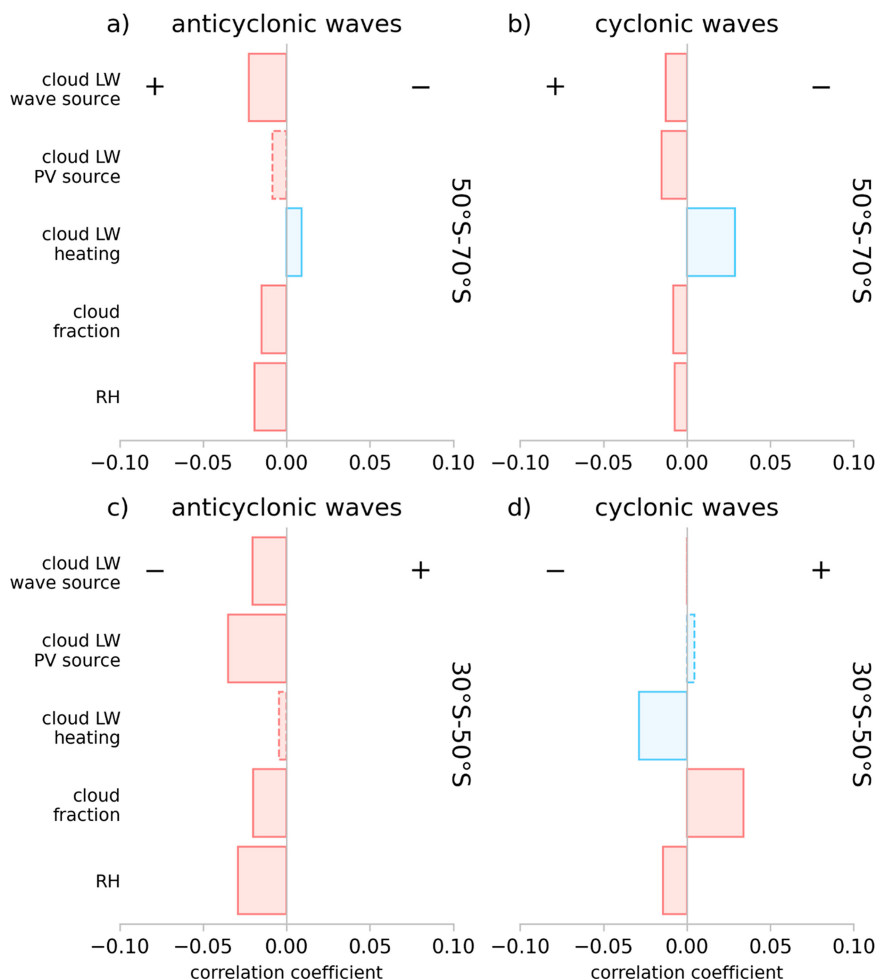 a) anticyclonic waves
b) cyclonic waves
cloud LW
wave source
+
−
+
−
cloud LW
PV source
cloud LW
heating
cloud
fraction
RH
50°S-70°S
50°S-70°S
−0.10 −0.05 0.00 0.05 0.10
−0.10 −0.05 0.00 0.05 0.10
c) anticyclonic waves
d) cyclonic waves
cloud LW
wave source
−
+
−
+
cloud LW
PV source
cloud LW
heating
cloud
fraction
RH
30°S-50°S
30°S-50°S
−0.10 −0.05 0.00 0.05 0.10
−0.10 −0.05 0.00 0.05 0.10
correlation coefficient
correlation coefficient